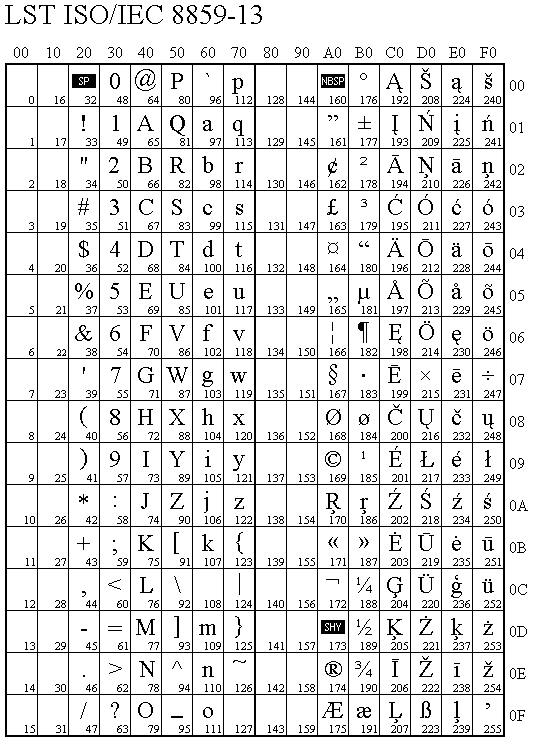 LST ISO/IEC 8859-13
00 10 20 30 40 50 60 70 80 90 A0 B0 C0 D0 E0 F0
SP 0 @ P ` p NBSP ° Ą Š ą š 00
0 16 32 48 64 80 96 112 128 144 160 176 192 208 224 240
! 1 A Q a q ” ± Į Ń į ń 01
1 17 33 49 65 81 97 113 129 145 161 177 193 209 225 241
" 2 B R b r ¢ ² Ā Ņ ā ņ 02
2 18 34 50 66 82 98 114 130 146 162 178 194 210 226 242
# 3 C S c s £ ³ Ć Ó ć ó 03
3 19 35 51 67 83 99 115 131 147 163 179 195 211 227 243
$ 4 D T d t ¤ “ Ä Ō ä ō 04
4 20 36 52 68 84 100 116 132 148 164 180 196 212 228 244
% 5 E U e u „ µ Å Õ å õ 05
5 21 37 53 69 85 101 117 133 149 165 181 197 213 229 245
& 6 F V f v ¦ ¶ Ę Ö ę ö 06
6 22 38 54 70 86 102 118 134 150 166 182 198 214 230 246
' 7 G W g w § · Ē × ē ÷ 07
7 23 39 55 71 87 103 119 135 151 167 183 199 215 231 247
( 8 H X h x Ø ø Č Ų č ų 08
8 24 40 56 72 88 104 120 136 152 168 184 200 216 232 248
) 9 I Y i y © ¹ É Ł é ł 09
9 25 41 57 73 89 105 121 137 153 169 185 201 217 233 249
* : J Z j z Ŗ ŗ Ź Ś ź ś 0A
10 26 42 58 74 90 106 122 138 154 170 186 202 218 234 250
+ ; K [ k { « » Ė Ū ė ū 0B
11 27 43 59 75 91 107 123 139 155 171 187 203 219 235 251
, < L \ | ¬ ¼ Ģ Ü ģ ü 0C
12 28 44 60 76 92 108 124 140 156 172 188 204 220 236 252
- = M ] m } SHY ½ Ķ Ż ķ ż 0D
13 29 45 61 77 93 109 125 141 157 173 189 205 221 237 253
. > N ^ n ~ ® ¾ Ī Ž ī ž 0E
14 30 46 62 78 94 110 126 142 158 174 190 206 222 238 254
/ ? O _ o Æ æ Ļ ß ļ ’ 0F
15 31 47 63 79 95 111 127 143 159 175 191 207 223 239 255